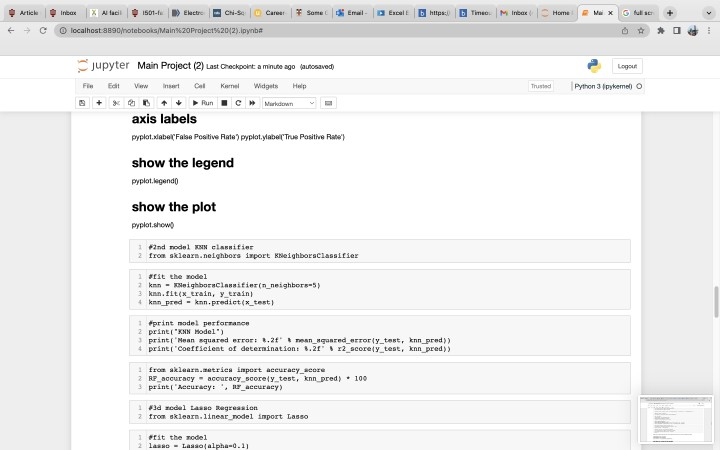 Article
Inbox
AI facili
I501-fa
Electro
Chi-Sq
Career
Some E
Email -
Excel E
https://
Timeou
Inbox (
Home
Mai
full scr
localhost:8890/notebooks/Main%20Project%20(2).ipynb#
jupyter Main Project (2) Last Checkpoint: a minute ago (autosaved)
Logout
File Edit View Insert Cell Kernel Widgets Help
Trusted
Python 3 (ipykernel)
Run
Markdown
axis labels
pyplot.xlabel('False Positive Rate') pyplot.ylabel('True Positive Rate')
show the legend
pyplot.legend()
show the plot
pyplot.show()
1 #2nd model KNN classifier
2 from sklearn.neighbors import KNeighborsClassifier
1 #fit the model
2 knn = KNeighborsClassifier(n_neighbors=5)
3 knn.fit(x_train, y_train)
4 knn_pred = knn.predict(x_test)
1 #print model performance
2 print("KNN Model")
3 print('Mean squared error: %.2f' % mean_squared_error(y_test, knn_pred))
4 print('Coefficient of determination: %.2f' % r2_score(y_test, knn_pred))
1 from sklearn.metrics import accuracy_score
2 RF_accuracy = accuracy_score(y_test, knn_pred) * 100
3 print('Accuracy: ', RF_accuracy)
1 #3d model Lasso Regression
2 from sklearn.linear_model import Lasso
1 #fit the model
2 lasso = Lasso(alpha=0.1)